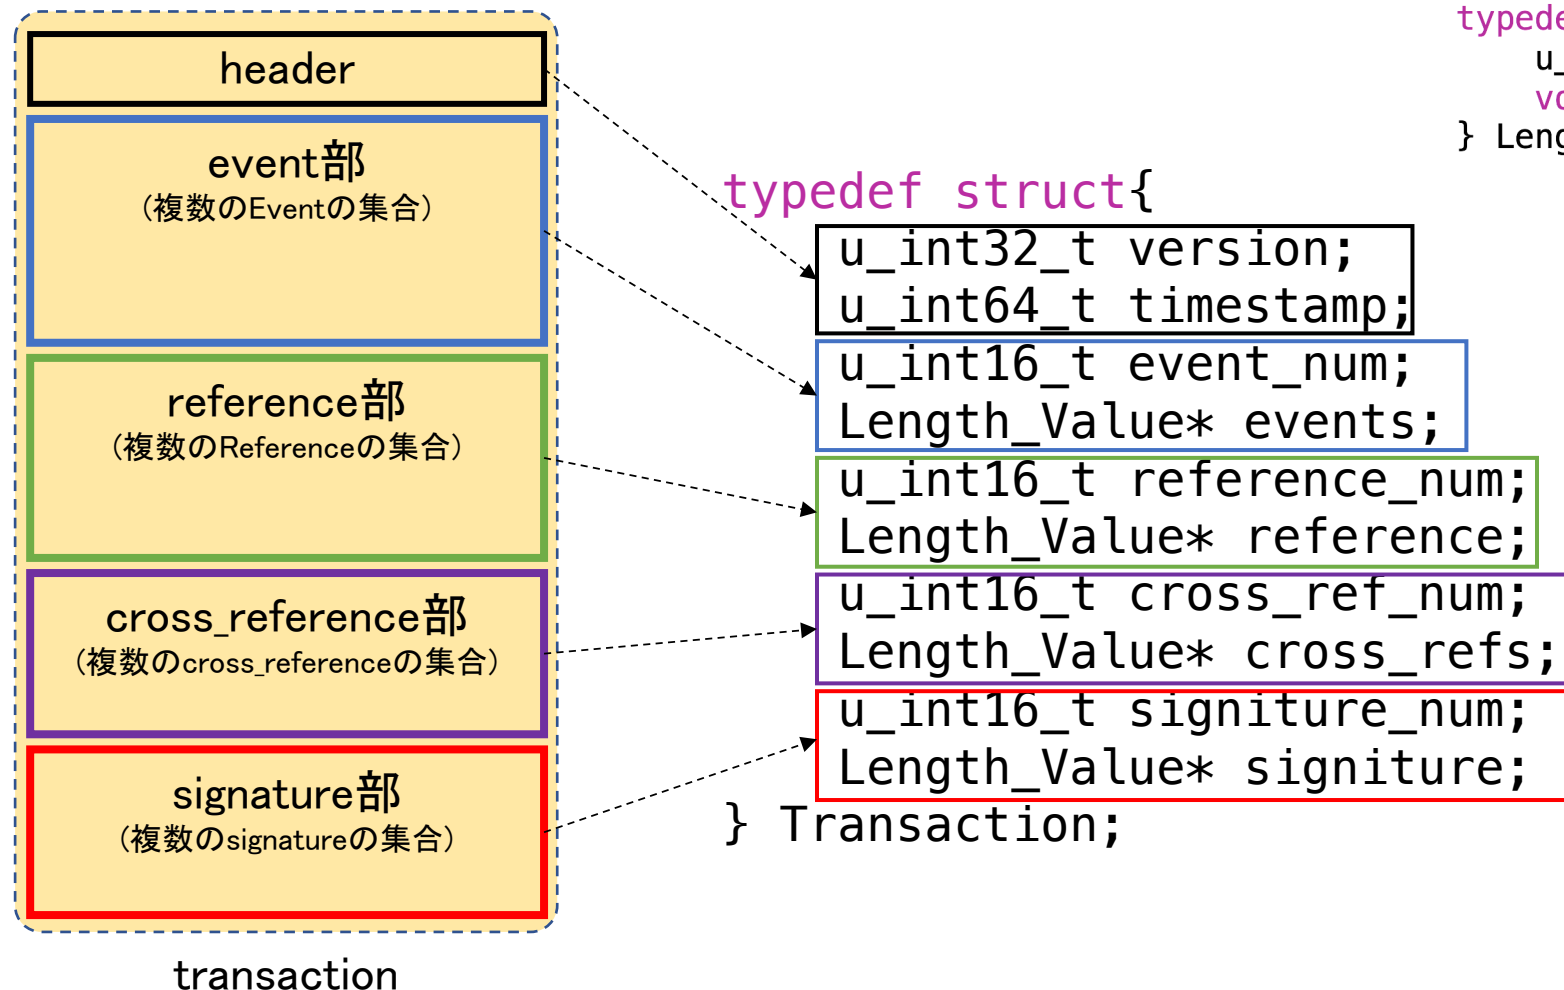 header
event部
(複数のEventの集合)
reference部
(複数のReferenceの集合)
cross_reference部
(複数のcross_referenceの集合)
signature部
(複数のsignatureの集合)
transaction
typedef struct{
u_int32_t version;
u_int64_t timestamp;
u_int16_t event_num;
Length_Value* events;
u_int16_t reference_num;
Length_Value* reference;
u_int16_t cross_ref_num;
Length_Value* cross_refs;
u_int16_t signiture_num;
Length_Value* signiture;
} Transaction;